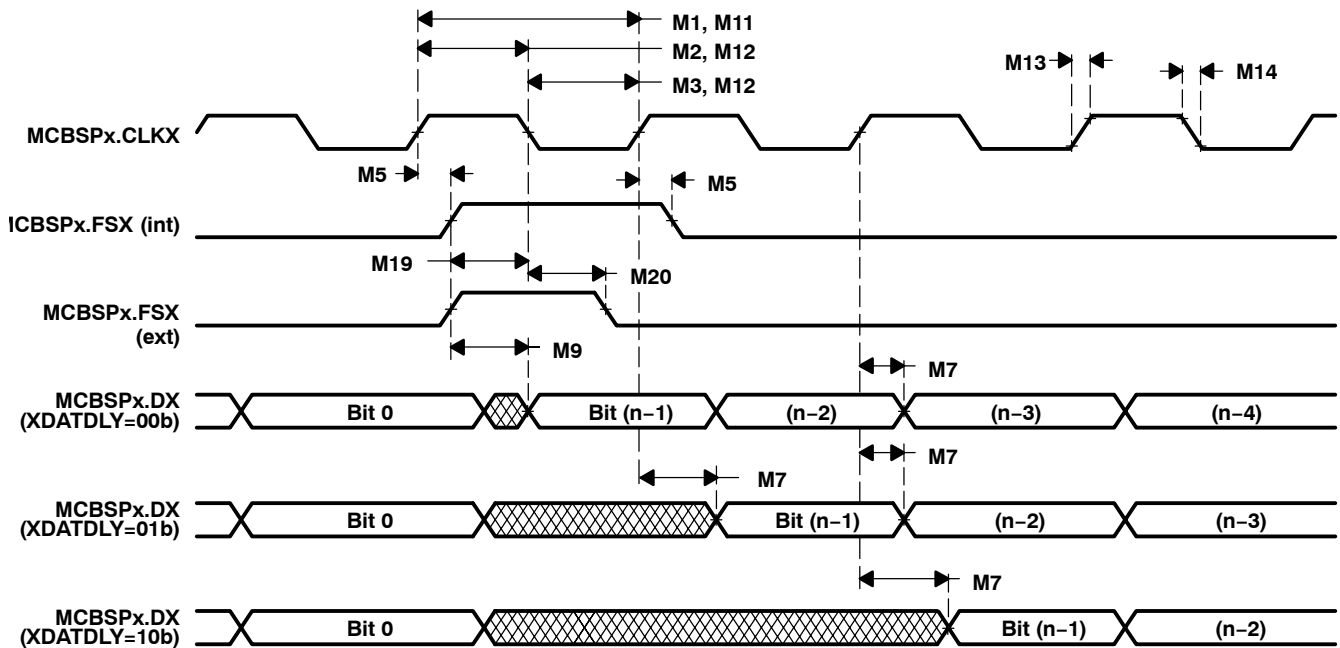 M1, M11
M2, M12
M3, M12
M13
M14
MCBSPx.CLKX
M5
M5
ICBSPx.FSX (int)
M19
M20
MCBSPx.FSX
(ext)
M9
M7
MCBSPx.DX
(XDATDLY=00b)
Bit 0
Bit (n−1)
(n−2)
(n−3)
(n−4)
M7
M7
MCBSPx.DX
(XDATDLY=01b)
Bit 0
Bit (n−1)
(n−2)
(n−3)
M7
MCBSPx.DX
(XDATDLY=10b)
Bit 0
Bit (n−1)
(n−2)